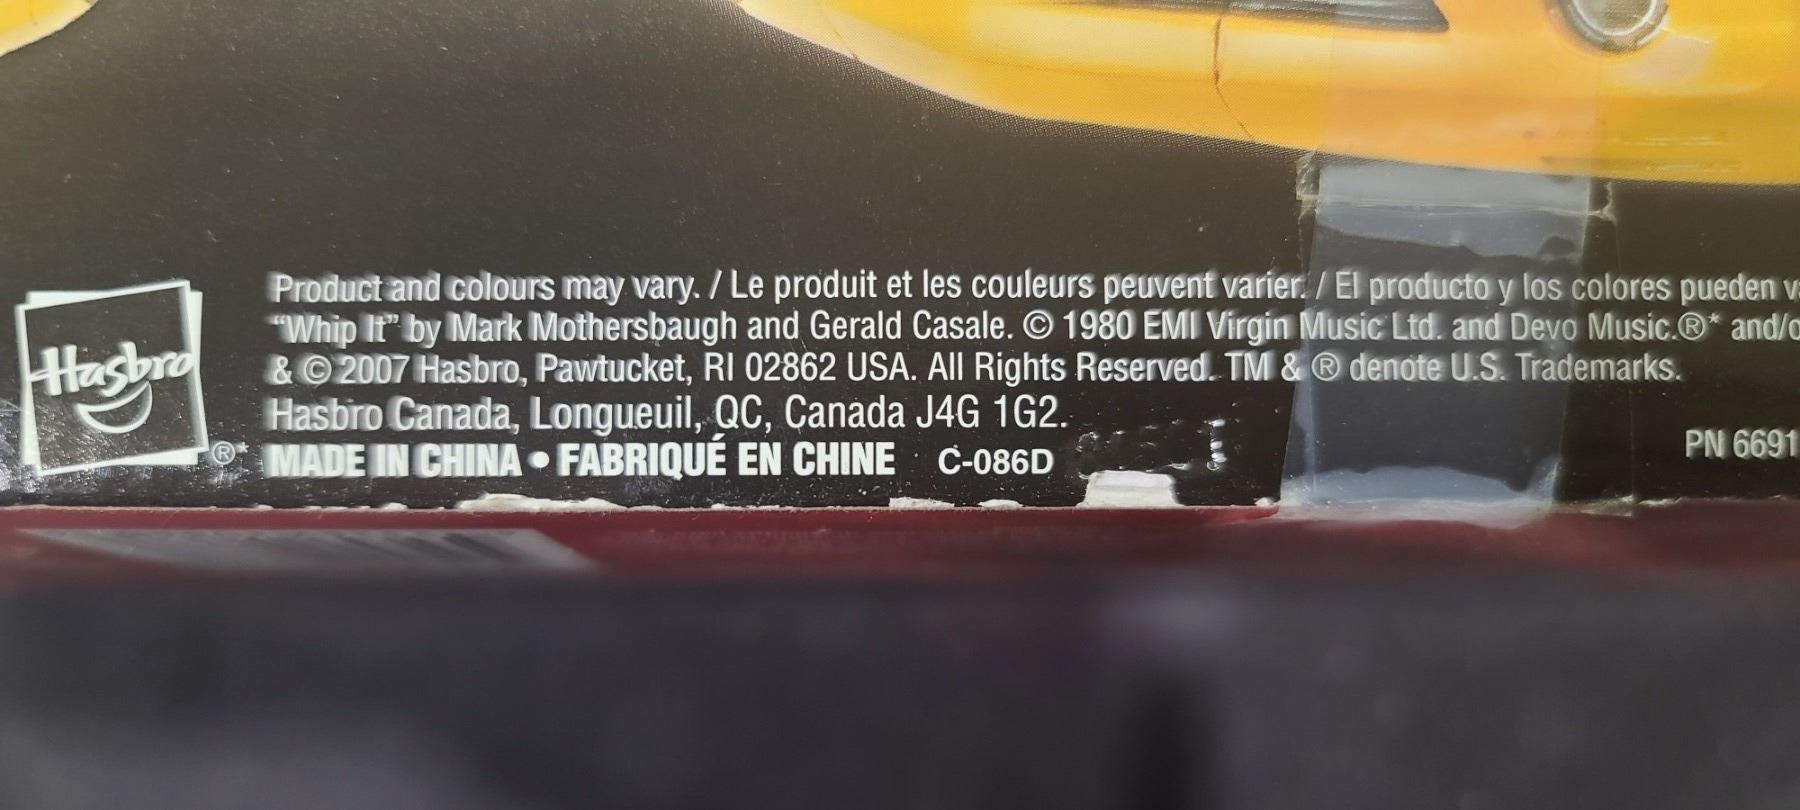 Hasbro
®*
Product and colours may vary. / Le produit et les couleurs peuvent varier. / El producto y los colores pueden
“Whip It” by Mark Mothersbaugh and Gerald Casale. © 1980 EMI Virgin Music Ltd. and Devo Music.®* and/o
& © 2007 Hasbro, Pawtucket, RI 02862 USA. All Rights Reserved. TM & ® denote U.S. Trademarks.
Hasbro Canada, Longueuil, QC, Canada J4G 1G2.
MADE IN CHINA • FABRIQUÉ EN CHINE C-086D
PN 6691